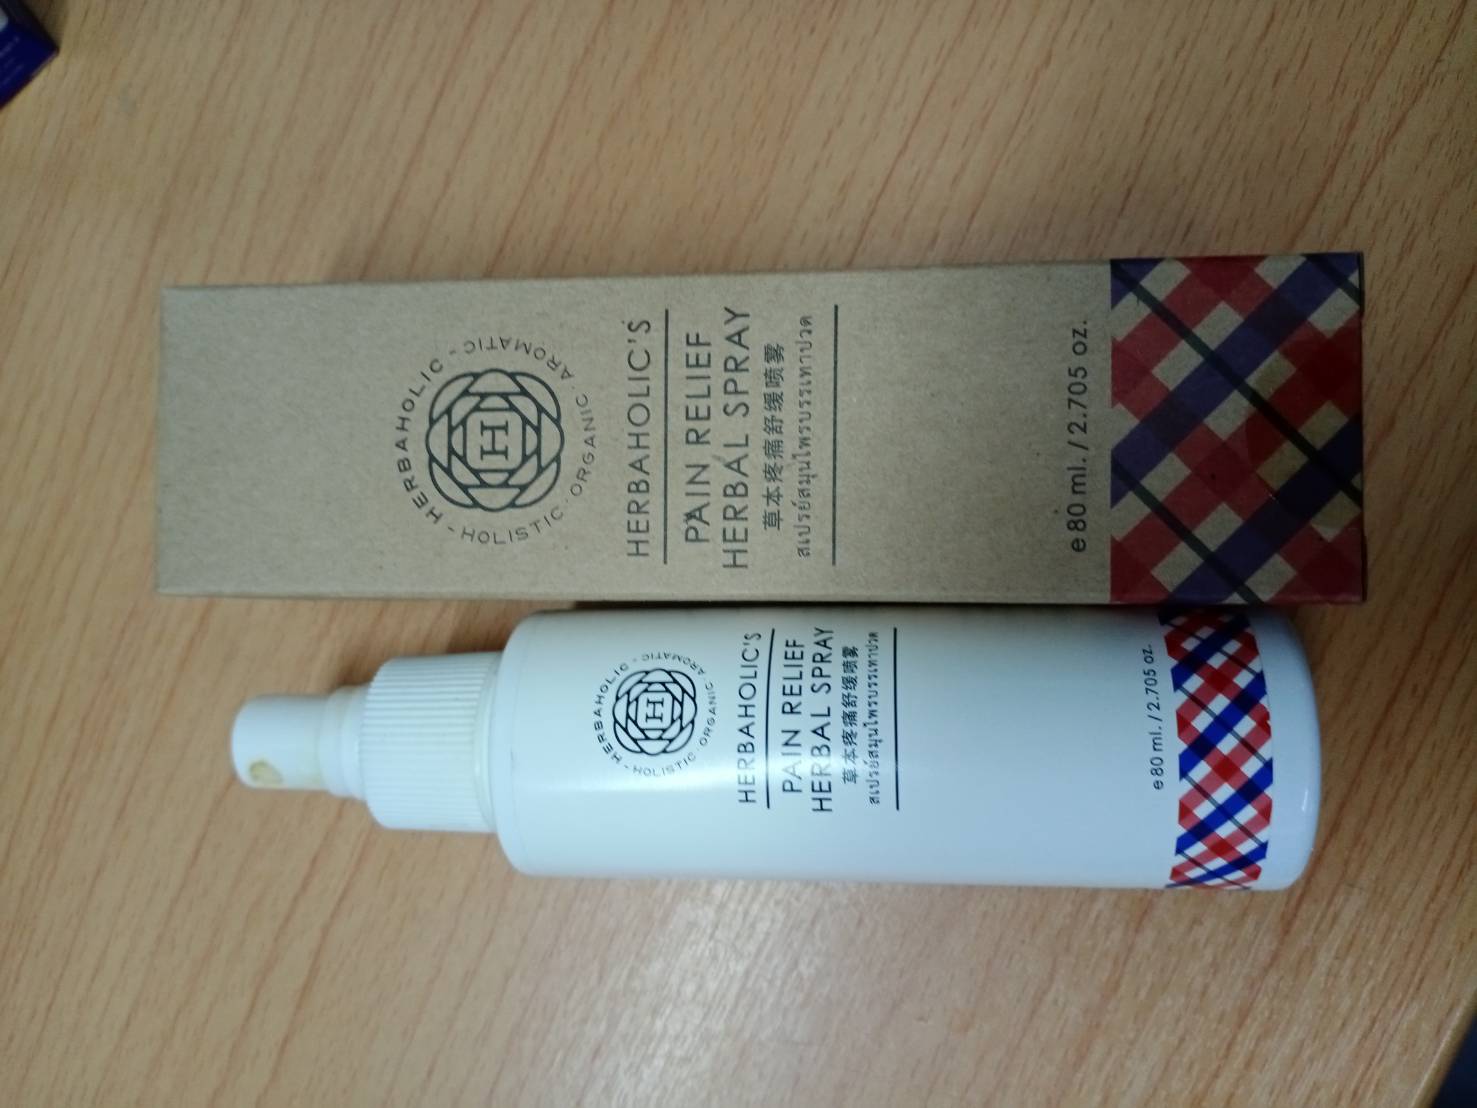 HERBAHOLIC - AROMATIC · ORGANIC · HOLISTIC -
HERBAHOLIC'S
PAIN RELIEF
HERBAL SPRAY
草本疼痛舒缓喷雾
สเปรย์สมุนไพรบรรเทาปวด
e 80 ml. / 2.705 oz.
HERBAHOLIC - AROMATIC · ORGANIC · HOLISTIC -
HERBAHOLIC'S
PAIN RELIEF
HERBAL SPRAY
草本疼痛舒缓喷雾
สเปรย์สมุนไพรบรรเทาปวด
e 80 ml. / 2.705 oz.